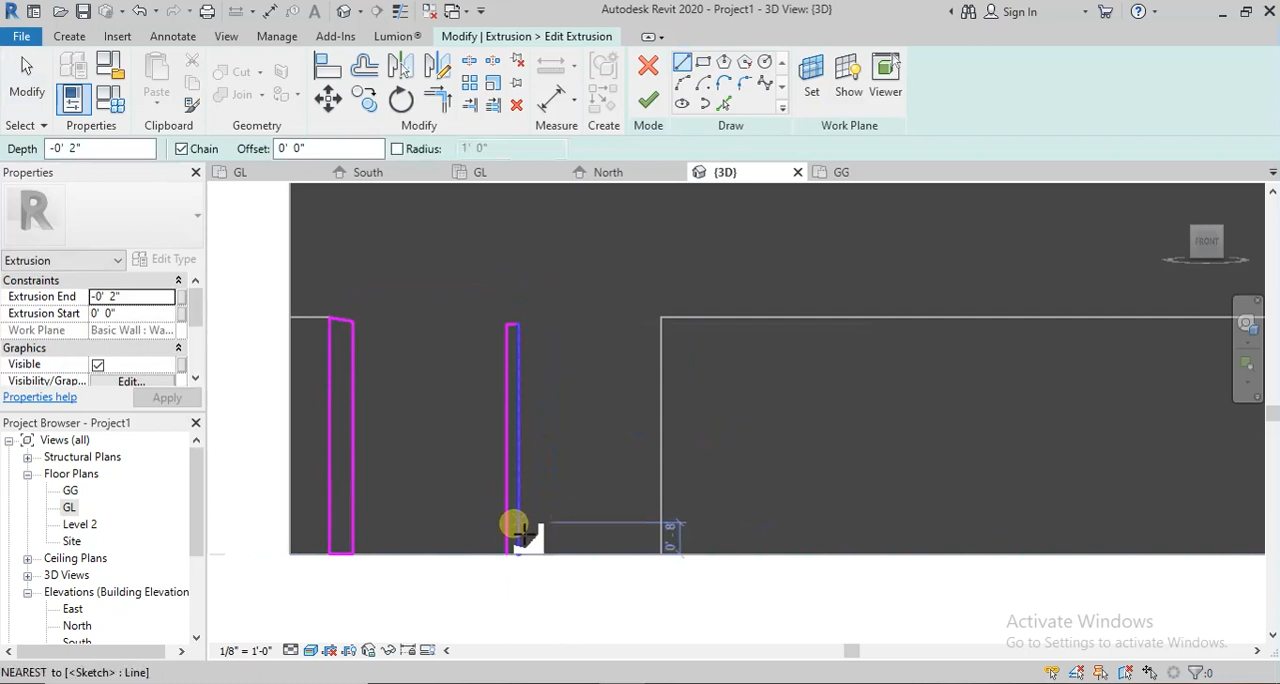 Autodesk Revit 2020 - Project1 - 3D View: {3D}
Sign In
File Create Insert Annotate View Manage Add-Ins Lumion® Modify | Extrusion > Edit Extrusion
Modify Paste Cut Join Set Show Viewer
Select Properties Clipboard Geometry Modify Measure Create Mode Draw Work Plane
Depth -0' 2" Chain Offset: 0' 0" Radius: 1' 0"
Properties
GL South GL North {3D} GG
FRONT
Extrusion Edit Type
Constraints
Extrusion End -0' 2"
Extrusion Start 0' 0"
Work Plane Basic Wall : Wa...
Graphics
Visible
Visibility/Grap... Edit...
Properties help Apply
Project Browser - Project1
Views (all)
Structural Plans
Floor Plans
GG
GL
Level 2
Site
Ceiling Plans
3D Views
Elevations (Building Elevation
East
North
South
0' - 8
Activate Windows
Go to Settings to activate Windows.
1/8" = 1'-0"
NEAREST to [<Sketch> : Line]
:0